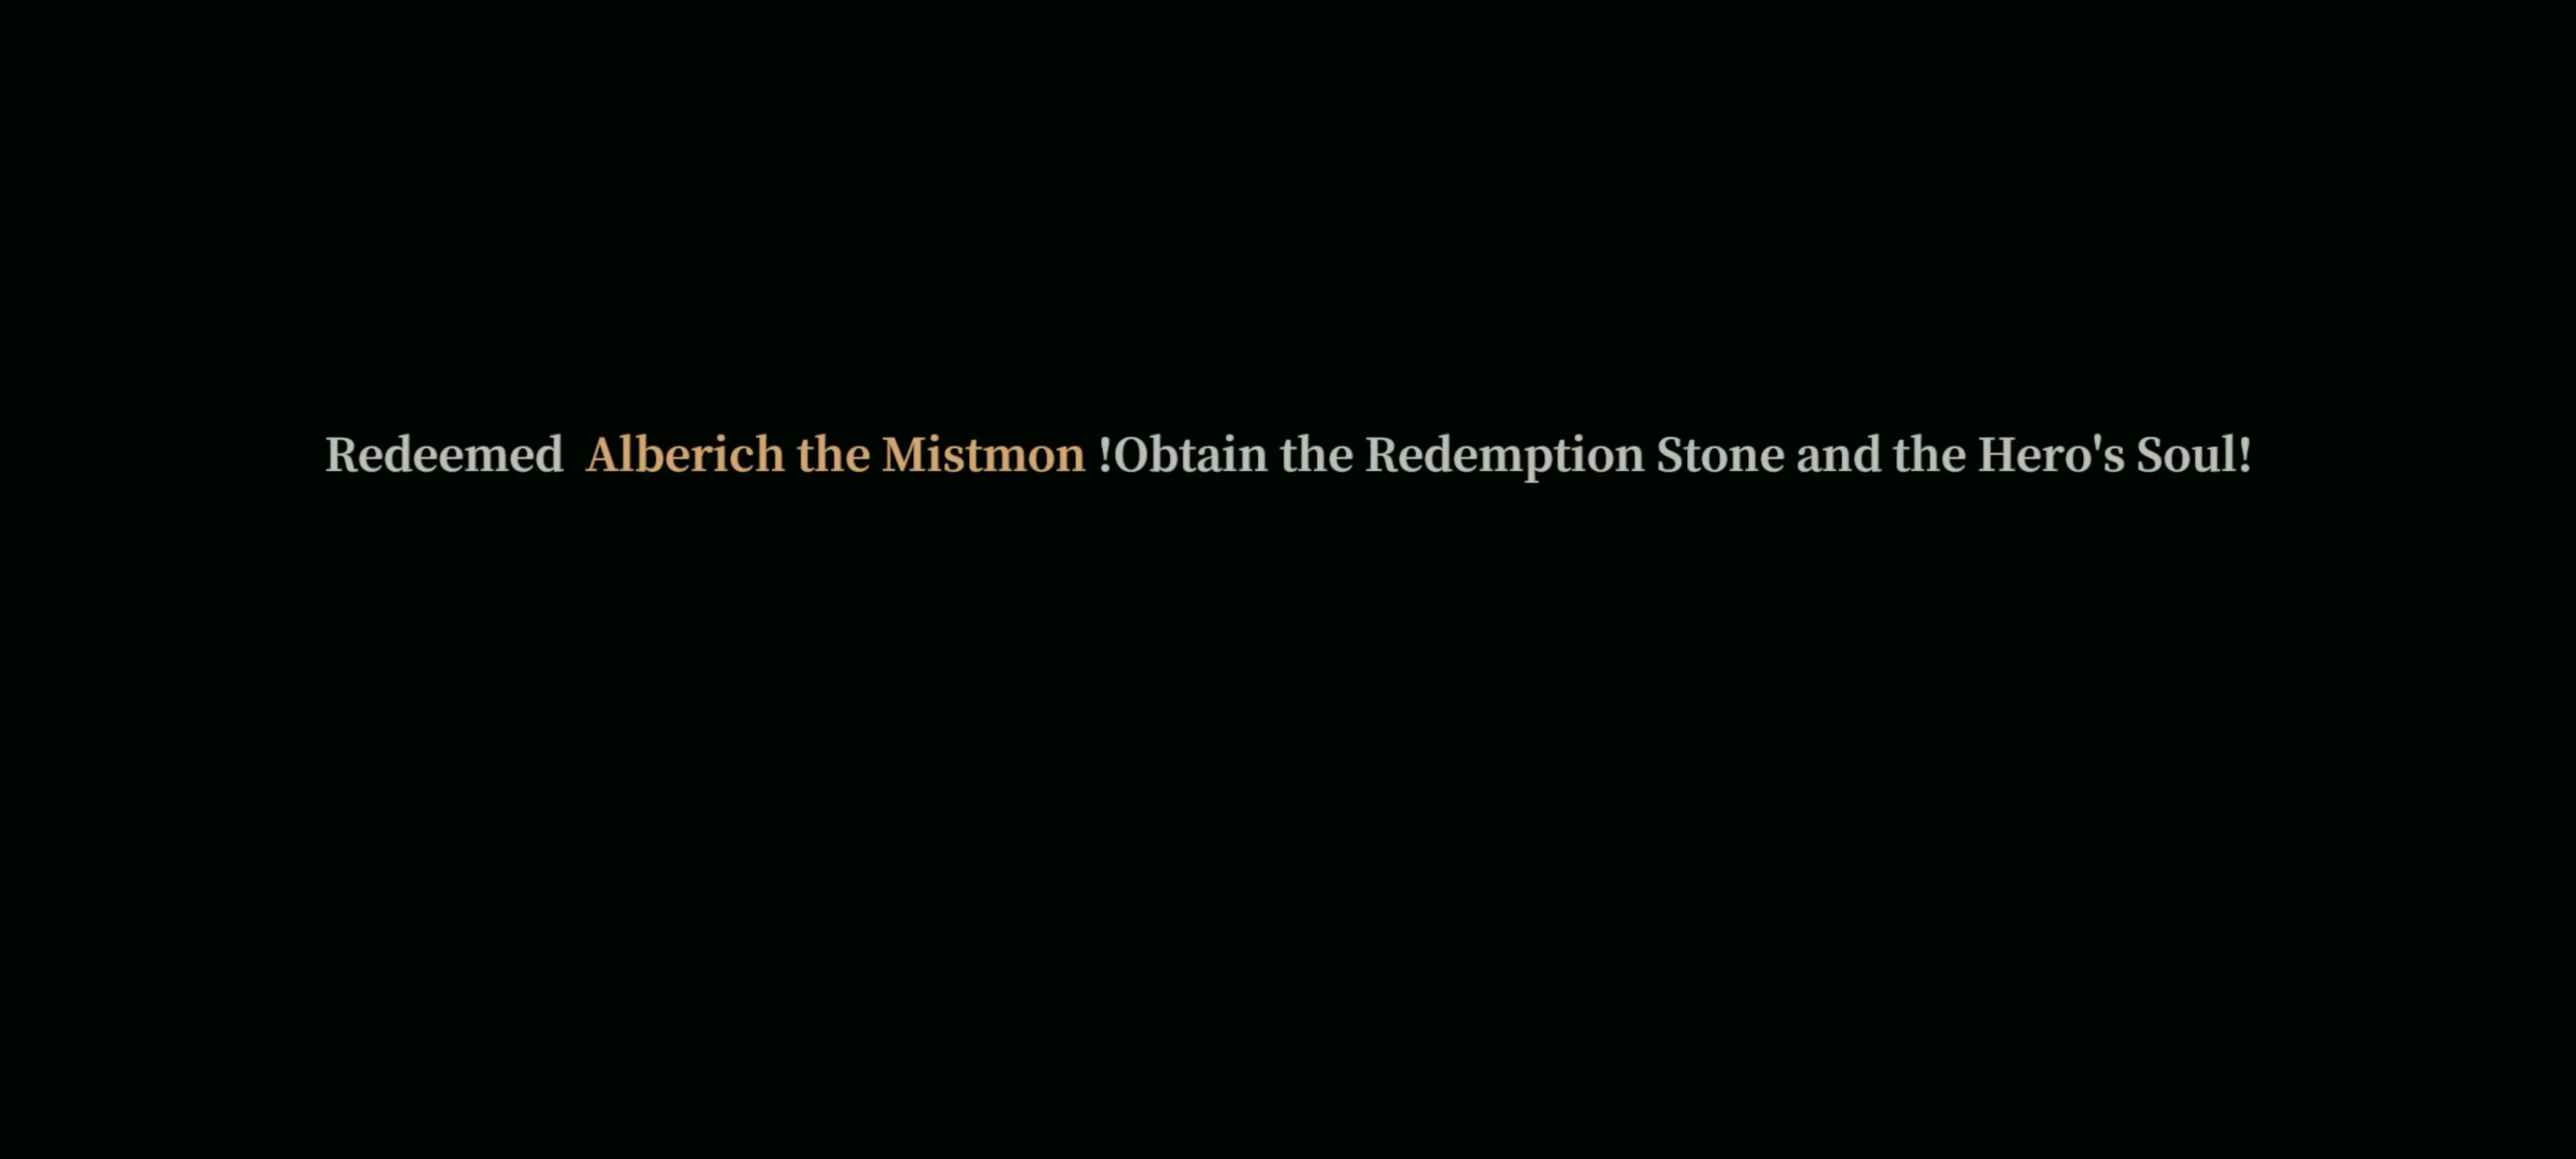 Redeemed  Alberich the Mistmon !Obtain the Redemption Stone and the Hero's Soul!